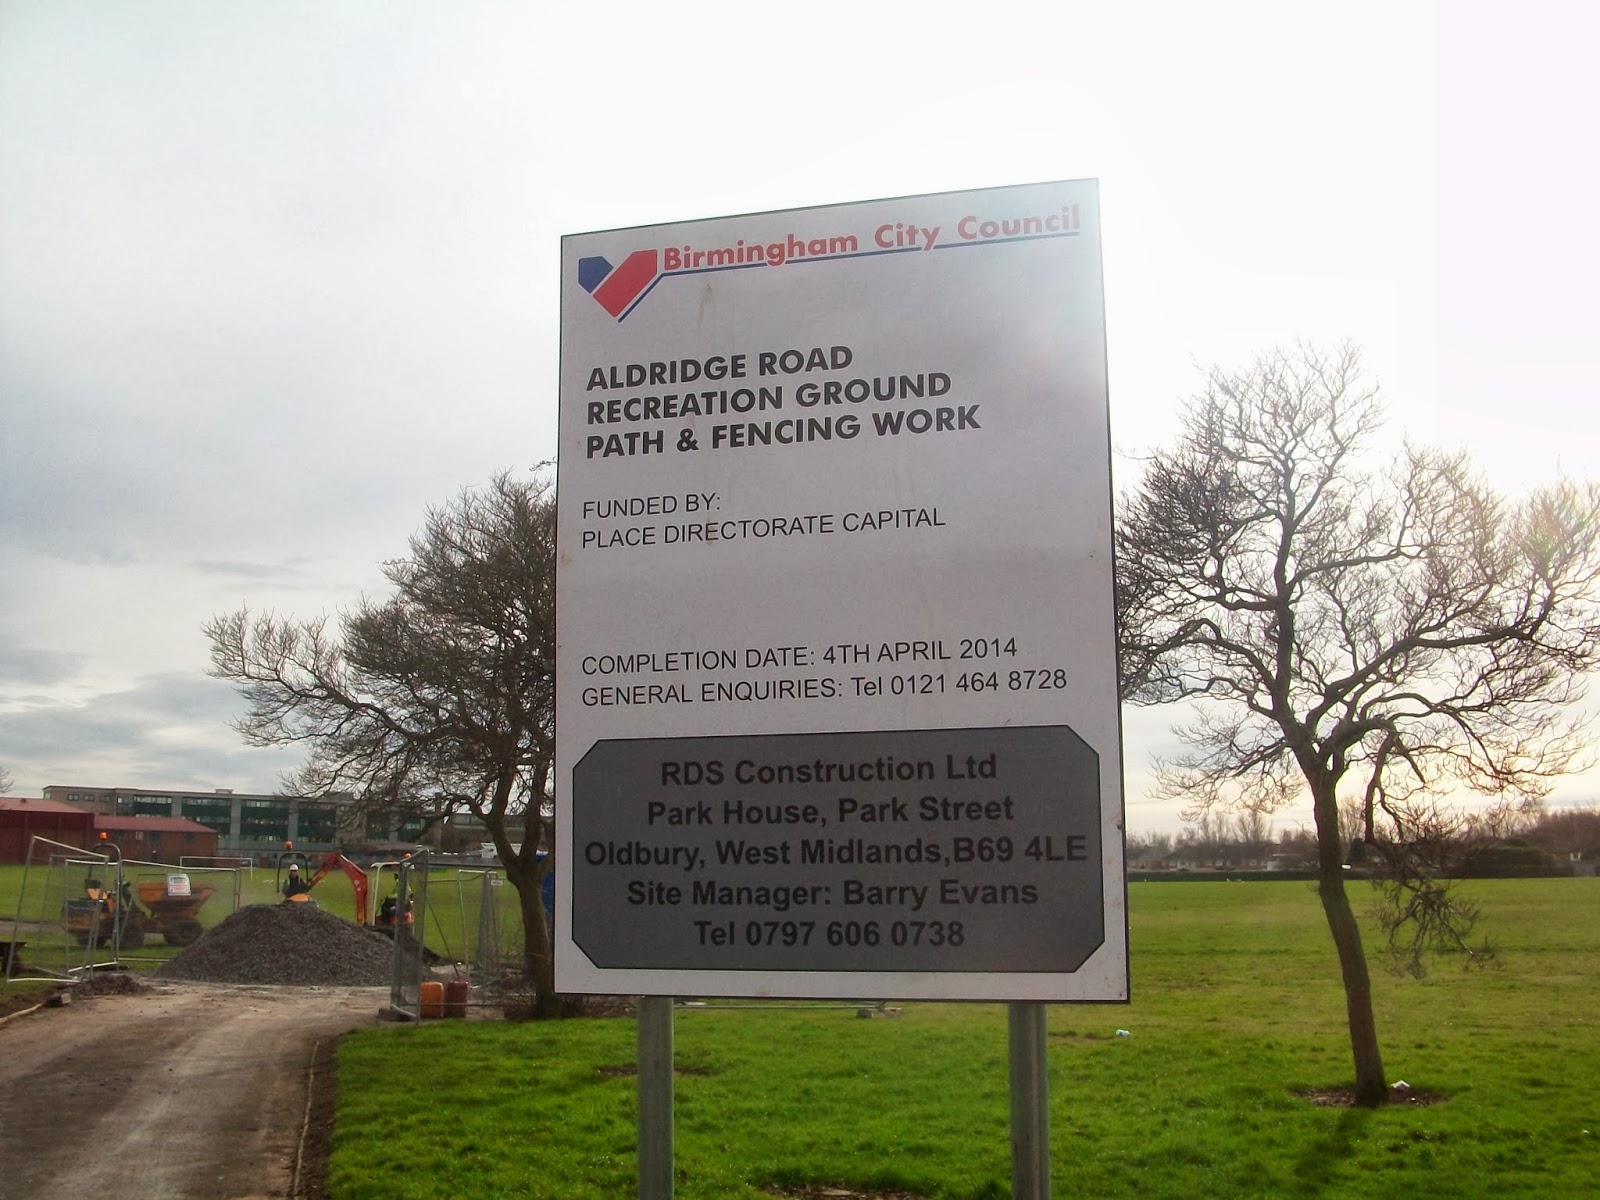 Birmingham City Council
ALDRIDGE ROAD
RECREATION GROUND
PATH & FENCING WORK
FUNDED BY:
PLACE DIRECTORATE CAPITAL
COMPLETION DATE: 4TH APRIL 2014
GENERAL ENQUIRIES: Tel 0121 464 8728
RDS Construction Ltd
Park House, Park Street
Oldbury, West Midlands,B69 4LE
Site Manager: Barry Evans
Tel 0797 606 0738